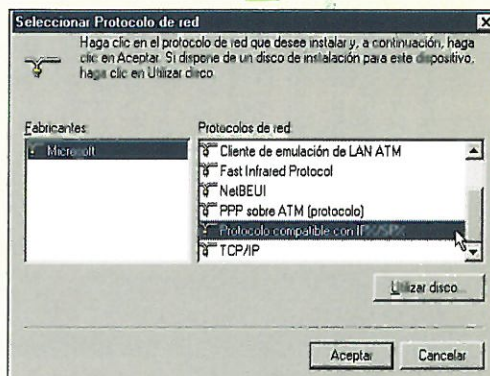 Seleccionar Protocolo de red
Haga clic en el protocolo de red que desee instalar y, a continuación, haga
clic en Aceptar. Si dispone de un disco de instalación para este dispositivo,
haga clic en Utilizar disco.
Fabricantes:
Microsoft
Protocolos de red:
Cliente de emulación de LAN ATM
Fast Infrared Protocol
NetBEUI
PPP sobre ATM (protocolo)
Protocolo compatible con IPX/SPX
TCP/IP
Utilizar disco...
Aceptar
Cancelar